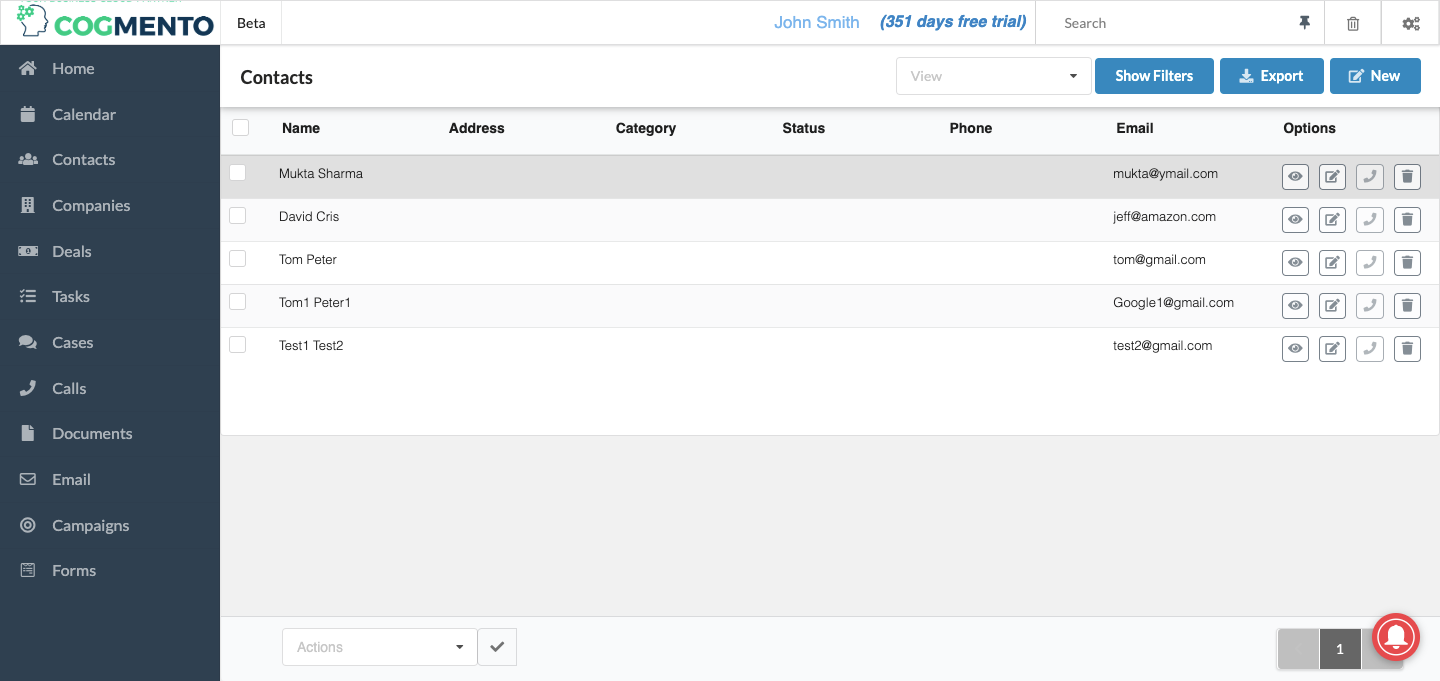 COGMENTO
Beta
John Smith (351 days free trial)
Search
Home
Calendar
Contacts
Companies
Deals
Tasks
Cases
Calls
Documents
Email
Campaigns
Forms
Contacts
View
Show Filters
Export
New
Name Address Category Status Phone Email Options
Mukta Sharma mukta@ymail.com
David Cris jeff@amazon.com
Tom Peter tom@gmail.com
Tom1 Peter1 Google1@gmail.com
Test1 Test2 test2@gmail.com
Actions
1